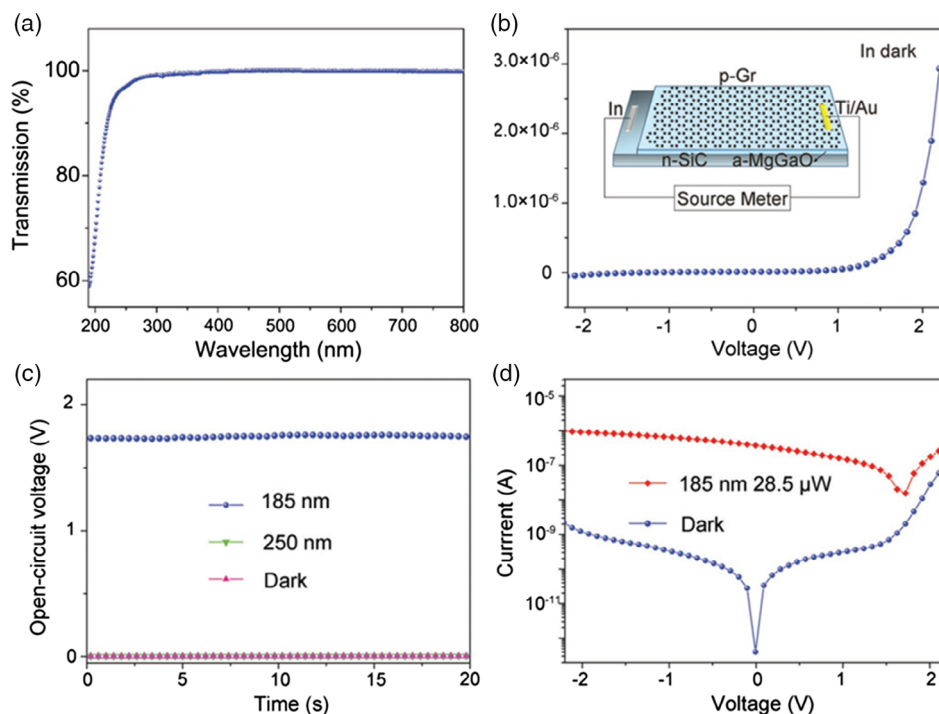 (a)
100
80
60
Transmission (%)
200 300 400 500 600 700 800
Wavelength (nm)
(b)
3.0×10-6
2.0×10-6
1.0×10-6
0
In dark
p-Gr
In
Ti/Au
n-SiC a-MgGaO
Source Meter
-2 -1 0 1 2
Voltage (V)
(c)
2
1
0
Open-circuit voltage (V)
185 nm
250 nm
Dark
0 5 10 15 20
Time (s)
(d)
10-5
10-7
10-9
10-11
Currrent (A)
185 nm 28.5 μW
Dark
-2 -1 0 1 2
Voltage (V)